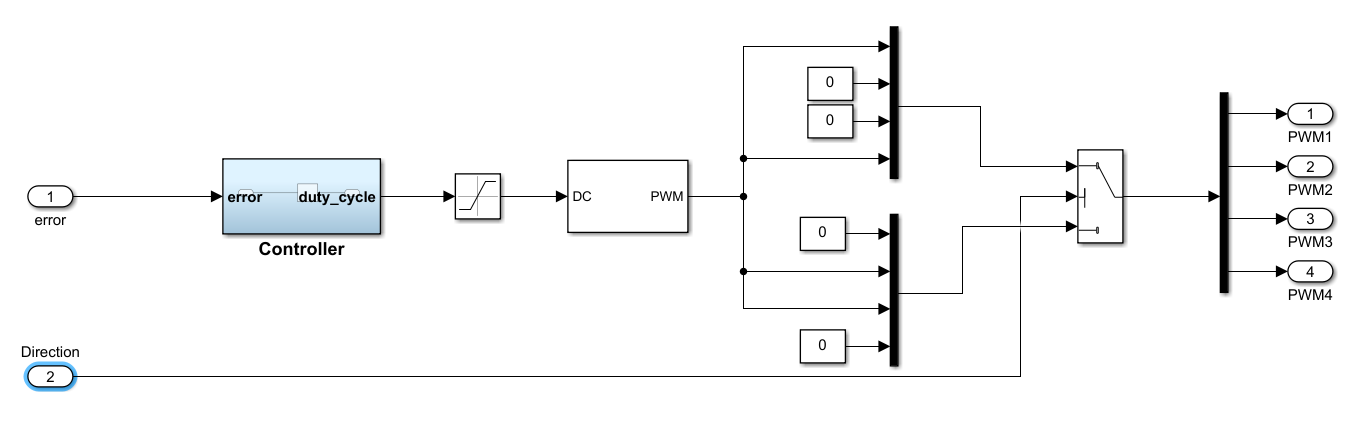 0
0
1
error
error
duty_cycle
Controller
DC
PWM
0
0
1
PWM1
2
PWM2
3
PWM3
4
PWM4
Direction
2